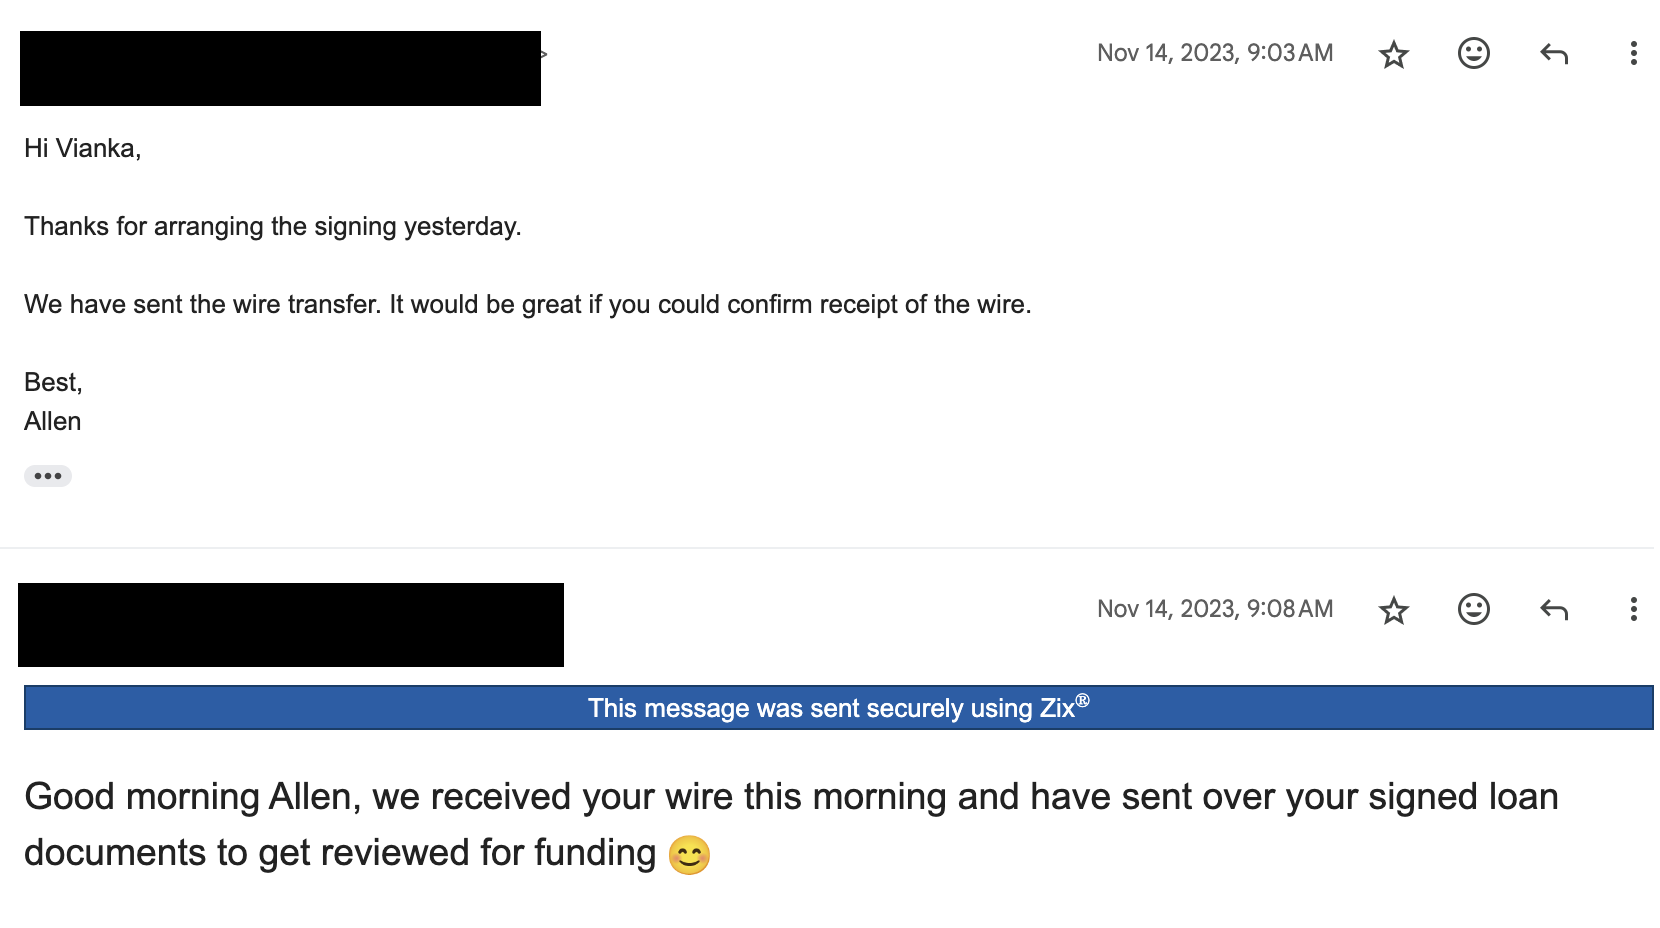 Nov 14, 2023, 9:03 AM
Hi Vianka,
Thanks for arranging the signing yesterday.
We have sent the wire transfer. It would be great if you could confirm receipt of the wire.
Best,
Allen
Nov 14, 2023, 9:08 AM
This message was sent securely using Zix®
Good morning Allen, we received your wire this morning and have sent over your signed loan
documents to get reviewed for funding 😊